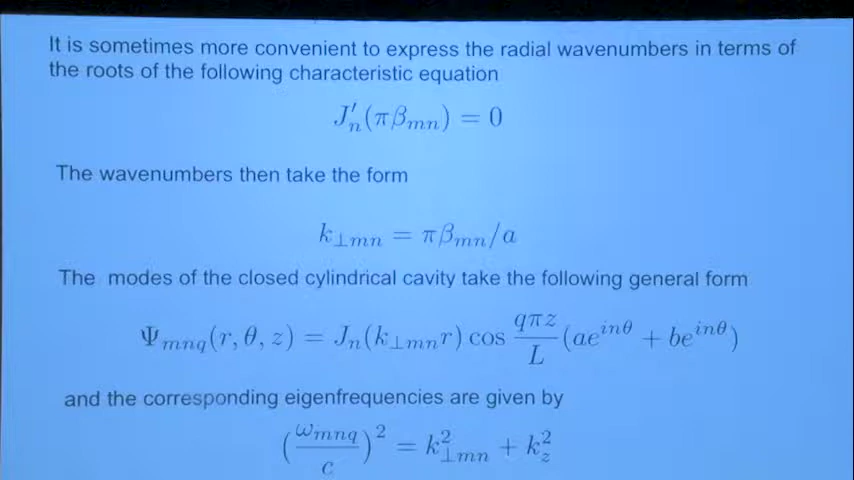 It is sometimes more convenient to express the radial wavenumbers in terms of
the roots of the following characteristic equation
J′ₙ(πβₘₙ) = 0
The wavenumbers then take the form
k⊥ₘₙ = πβₘₙ/a
The modes of the closed cylindrical cavity take the following general form
Ψₘₙq(r, θ, z) = Jₙ(k⊥ₘₙr) cos qπz/L (aeⁱⁿᶿ + beⁱⁿᶿ)
and the corresponding eigenfrequencies are given by
(ωₘₙq/c)² = k²⊥ₘₙ + k²z